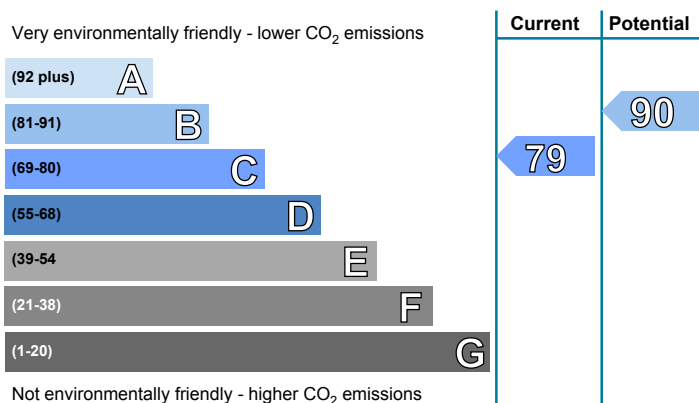 Very environmentally friendly - lower CO₂ emissions
Current
Potential
(92 plus) A
(81-91) B
(69-80) C
(55-68) D
(39-54 E
(21-38) F
(1-20) G
79
90
Not environmentally friendly - higher CO₂ emissions